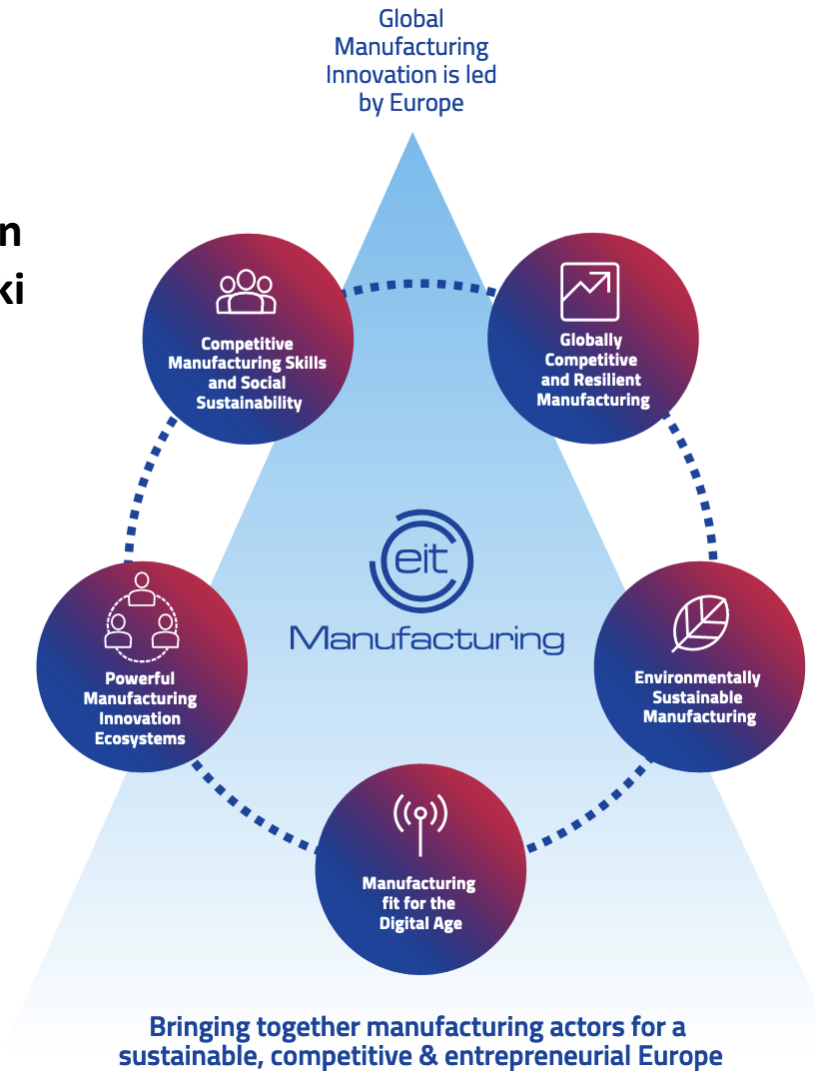 Global
Manufacturing
Innovation is led
by Europe
n
ki
Competitive
Manufacturing Skills
and Social
Sustainability
Globally
Competitive
and Resilient
Manufacturing
eit
Manufacturing
Powerful
Manufacturing
Innovation
Ecosystems
Environmentally
Sustainable
Manufacturing
Manufacturing
fit for the
Digital Age
Bringing together manufacturing actors for a
sustainable, competitive & entrepreneurial Europe